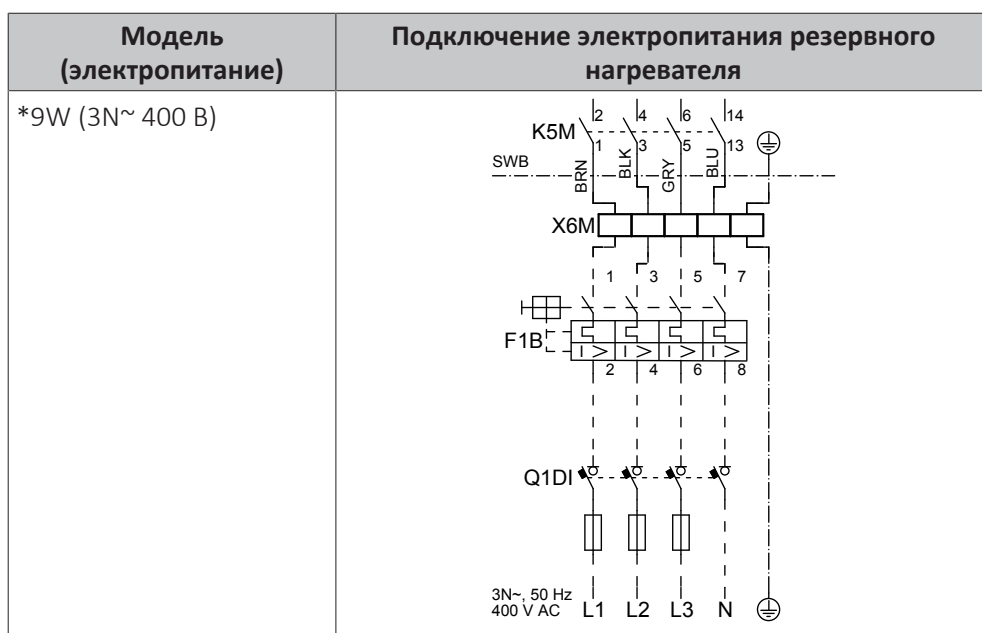 Модель
(электропитание)
Подключение электропитания резервного
нагревателя
*9W (3N~ 400 В)
2 4 6 14
K5M
1 3 5 13
SWB
BRN BLK GRY BLU
X6M
1 3 5 7
F1B
I > I > I > I >
2 4 6 8
Q1DI
3N~, 50 Hz
400 V AC L1 L2 L3 N